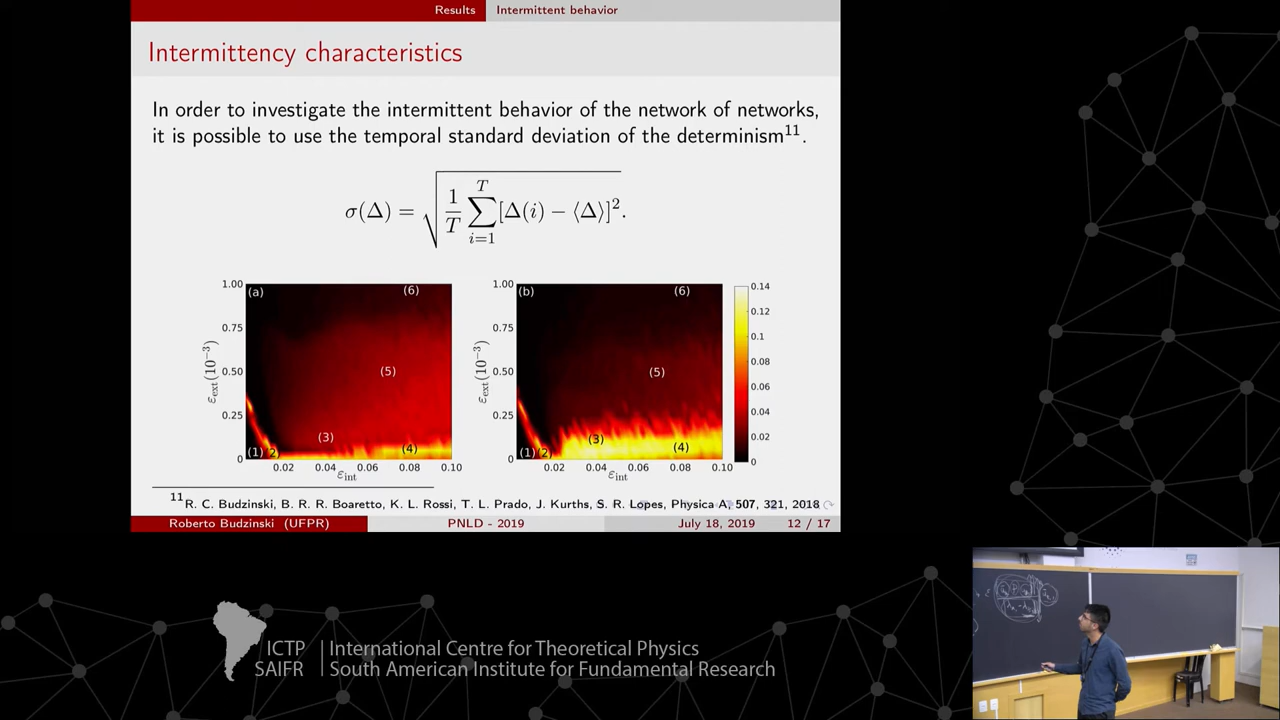 Results
Intermittent behavior
Intermittency characteristics
In order to investigate the intermittent behavior of the network of networks,
it is possible to use the temporal standard deviation of the determinism¹¹.
σ(Δ) = √(1/T ∑_{i=1}^{T} [Δ(i) − ⟨Δ⟩]²).
1.00 (a) (6)
0.75
0.50 (5)
0.25
(3)
0 (1) (2) (4)
0.02 0.04 0.06 0.08 0.10
ε_ext(10⁻³)
ε_int
1.00 (b) (6)
0.75
0.50 (5)
0.25
(3)
0 (1) (2) (4)
0.02 0.04 0.06 0.08 0.10
ε_ext(10⁻³)
ε_int
0.14
0.12
0.1
0.08
0.06
0.04
0.02
0
¹¹R. C. Budzinski, B. R. R. Boaretto, K. L. Rossi, T. L. Prado, J. Kurths, S. R. Lopes, Physica A, 507, 321, 2018
Roberto Budzinski (UFPR)
PNLD - 2019
July 18, 2019
12 / 17
ICTP International Centre for Theoretical Physics
SAIFR South American Institute for Fundamental Research